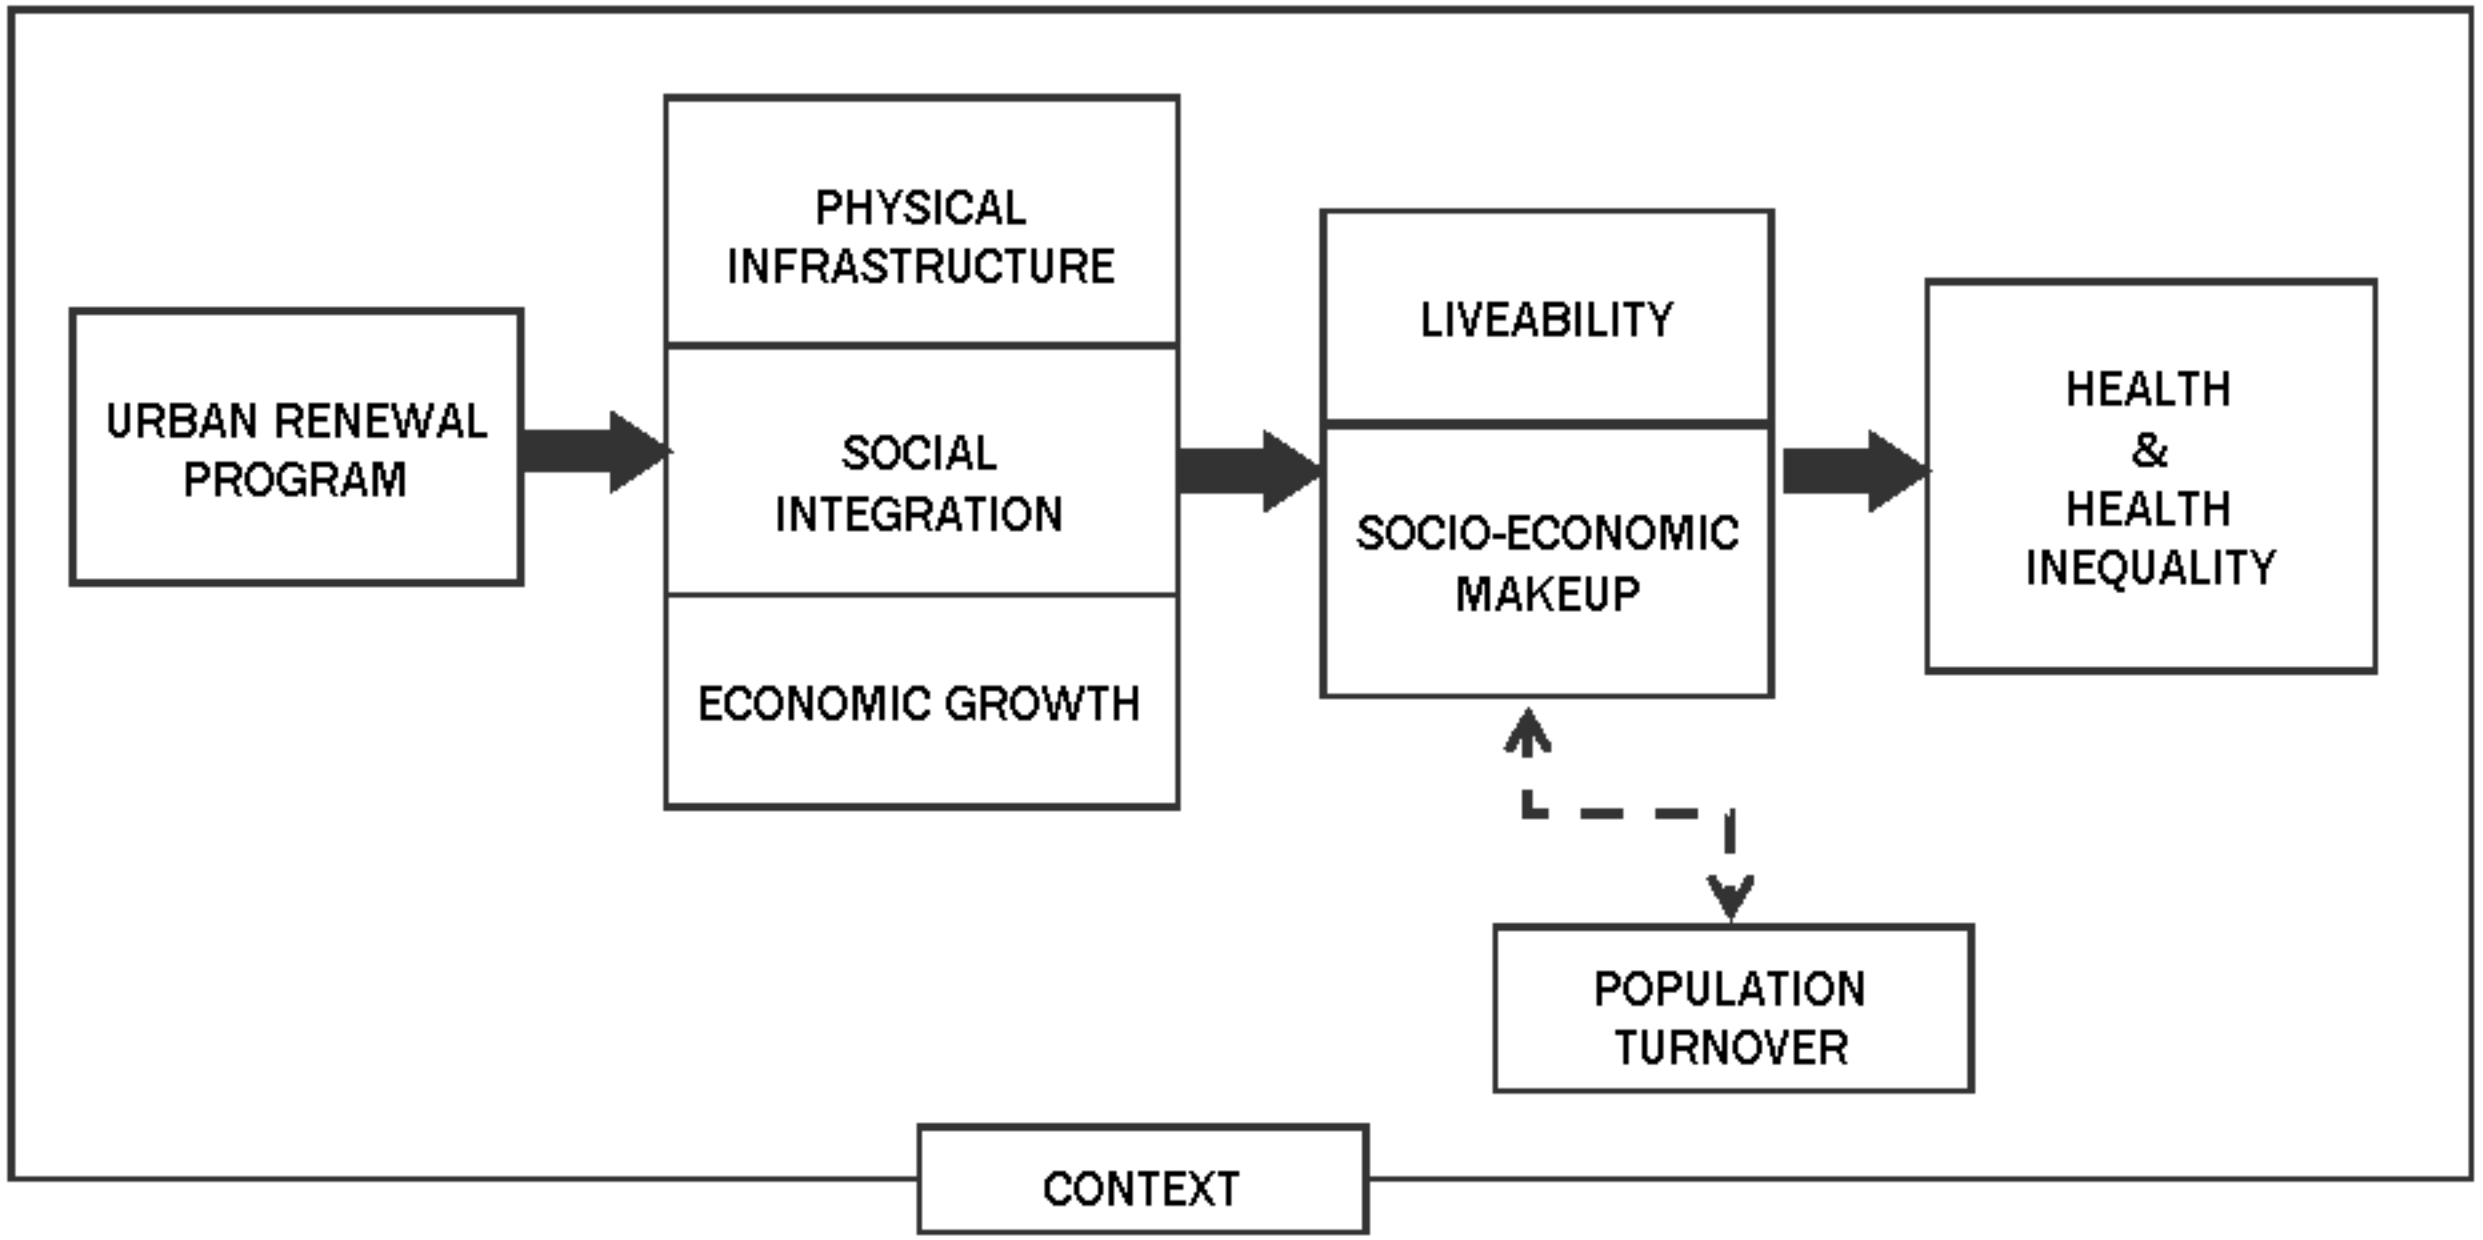 URBAN RENEWAL
PROGRAM
PHYSICAL
INFRASTRUCTURE
SOCIAL
INTEGRATION
ECONOMIC GROWTH
LIVEABILITY
SOCIO-ECONOMIC
MAKEUP
HEALTH
&
HEALTH
INEQUALITY
POPULATION
TURNOVER
CONTEXT